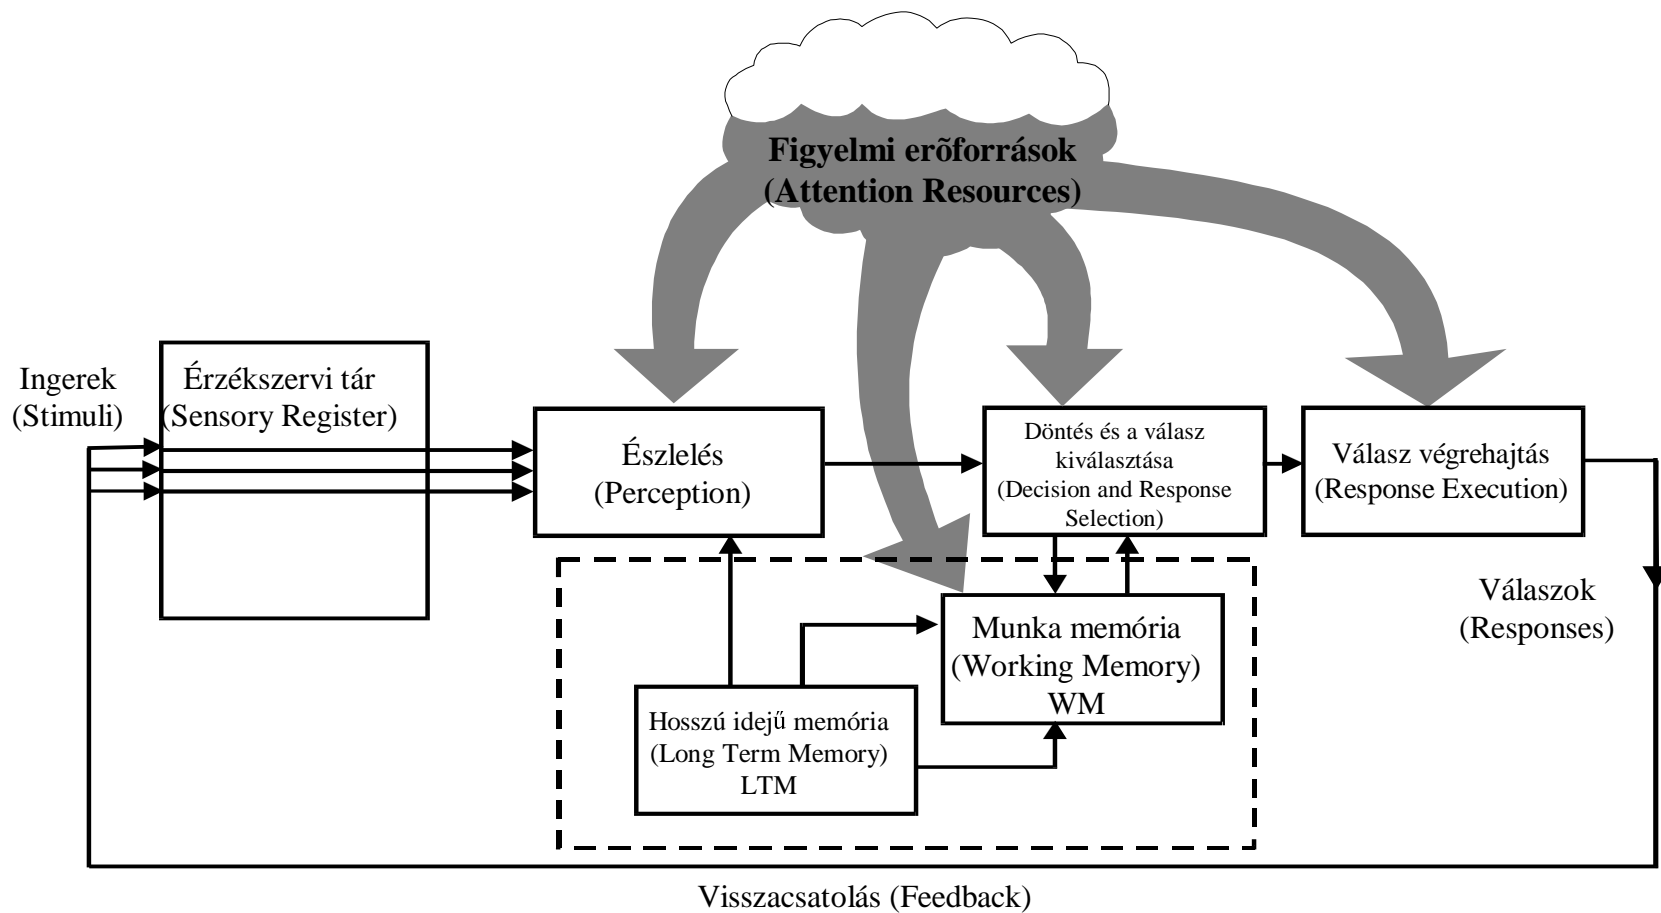 Figyelmi erõforrások
(Attention Resources)
Ingerek
(Stimuli)
Érzékszervi tár
(Sensory Register)
Észlelés
(Perception)
Döntés és a válasz
kiválasztása
(Decision and Response
Selection)
Válasz végrehajtás
(Response Execution)
Válaszok
(Responses)
Munka memória
(Working Memory)
WM
Hosszú idejű memória
(Long Term Memory)
LTM
Visszacsatolás (Feedback)